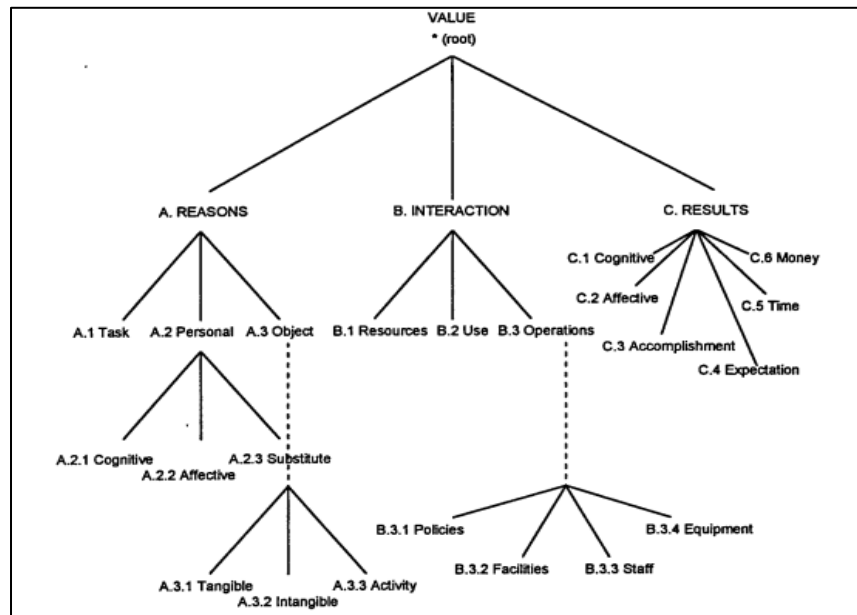 VALUE
* (root)
A. REASONS
B. INTERACTION
C. RESULTS
C.1 Cognitive
C.6 Money
C.2 Affective
C.5 Time
A.1 Task
A.2 Personal
A.3 Object
B.1 Resources
B.2 Use
B.3 Operations
C.3 Accomplishment
C.4 Expectation
A.2.1 Cognitive
A.2.2 Affective
A.2.3 Substitute
B.3.1 Policies
B.3.4 Equipment
B.3.2 Facilities
B.3.3 Staff
A.3.1 Tangible
A.3.2 Intangible
A.3.3 Activity